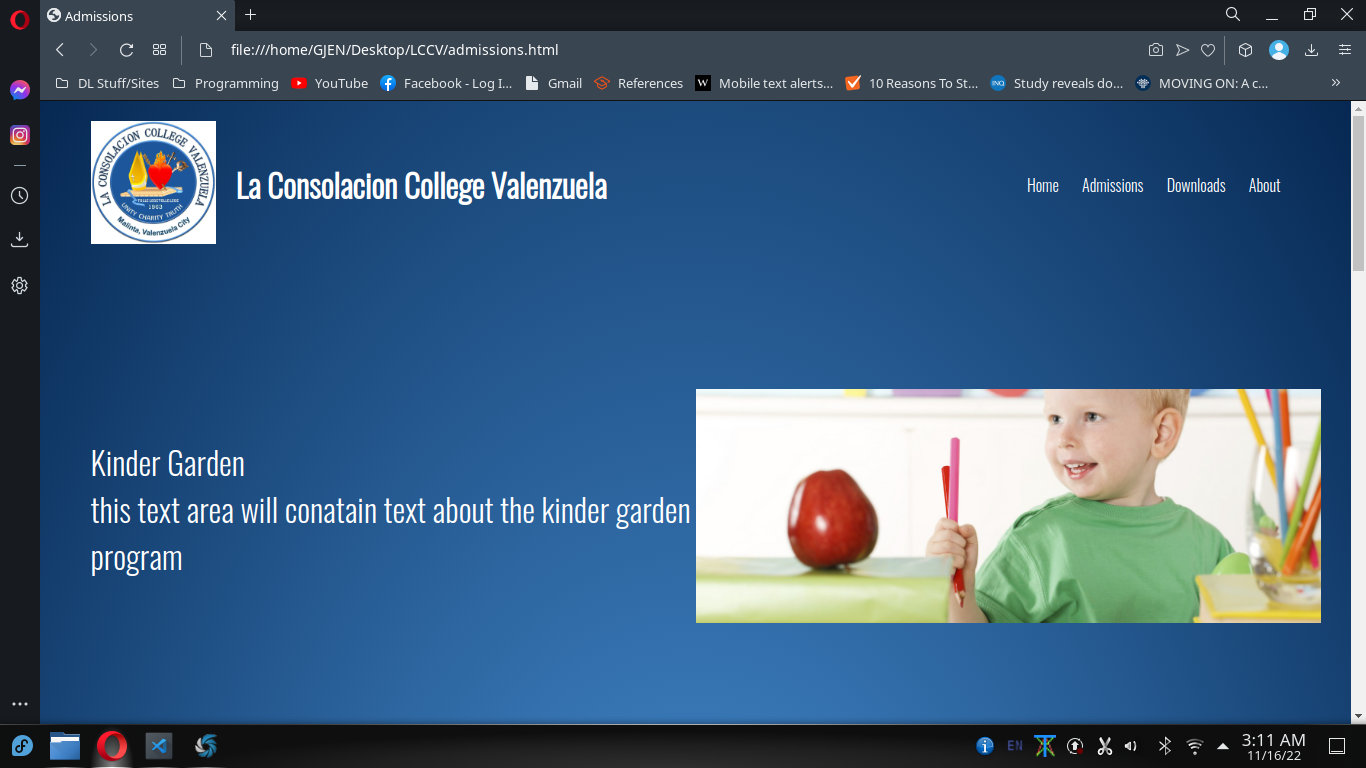 Admissions
file:///home/GJEN/Desktop/LCCV/admissions.html
DL Stuff/Sites Programming YouTube Facebook - Log I... Gmail References Mobile text alerts... 10 Reasons To St... Study reveals do... MOVING ON: A c...
LA CONSOLACION COLLEGE VALENZUELA
1903
UNITY CHARITY TRUTH
Malinta, Valenzuela City
La Consolacion College Valenzuela
Home Admissions Downloads About
Kinder Garden
this text area will conatain text about the kinder garden
program
EN
3:11 AM
11/16/22